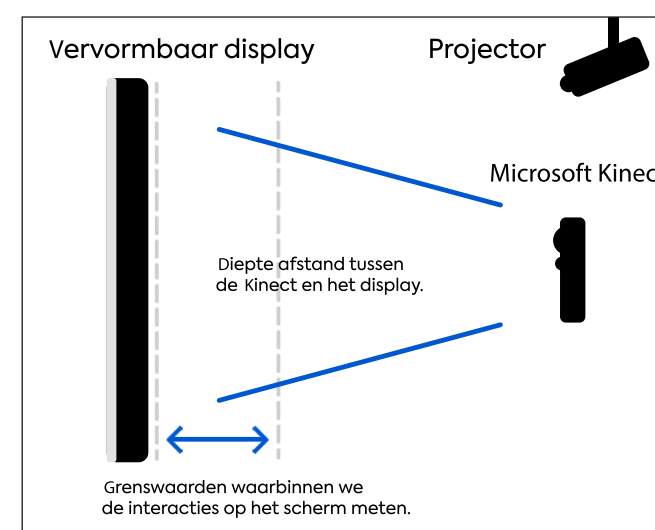 Vervormbaar display
Projector
Microsoft Kinec
Diepte afstand tussen
de Kinect en het display.
Grenswaarden waarbinnen we
de interacties op het scherm meten.